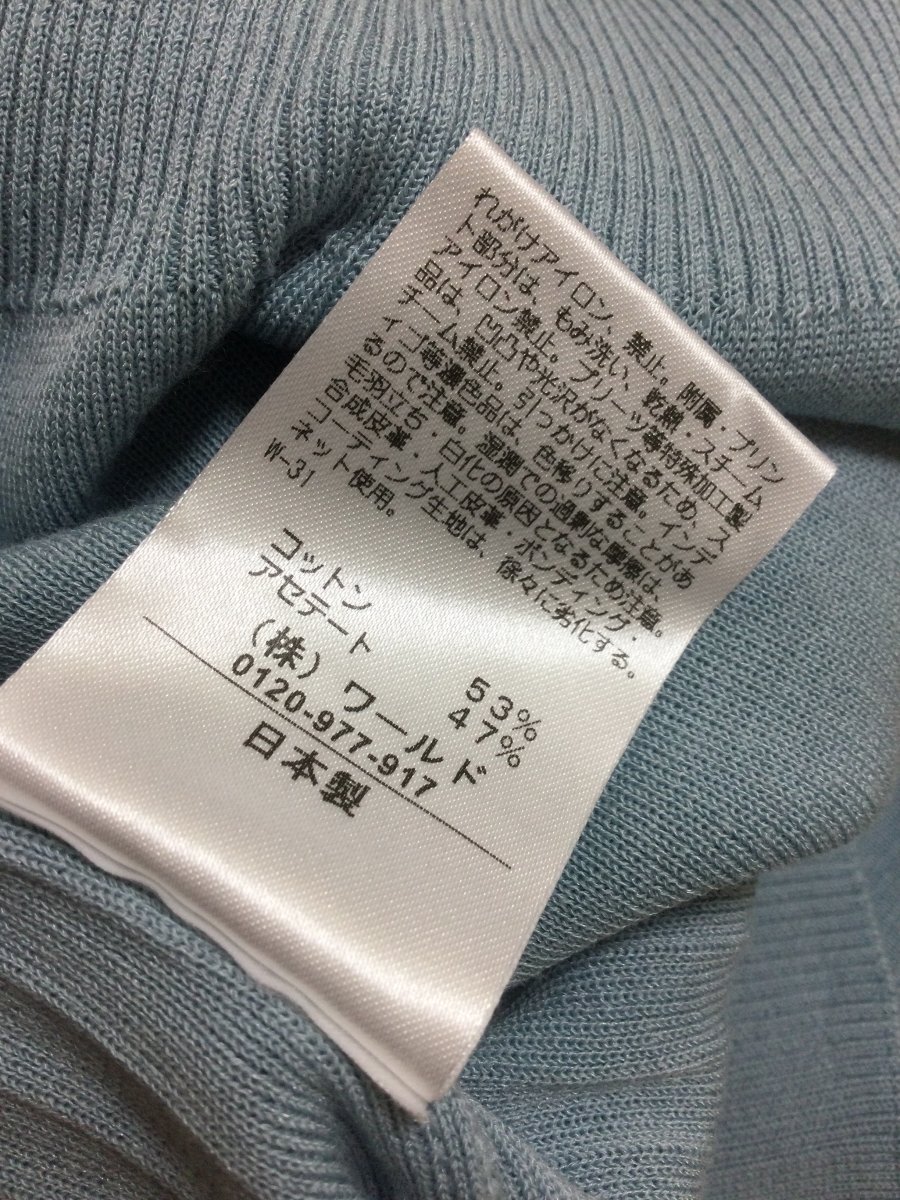 れがけアイロン、禁止。附属・プリン
ト部分は、もみ洗い、乾熱・スチーム
アイロン禁止。プリーツ等特殊加工製
品は、凹凸や光沢がなくなるため、ス
チーム禁止。引っかけに注意。インデ
イゴ等濃色品は、色移りすることがあ
るので注意。湿潤での過剰な摩擦は、
毛羽立ち・白化の原因となるため注意。
合成皮革・人工皮革・ボンディング・
コーティング生地は、徐々に劣化する。
ネット使用。
W-31
コットン 53%
アセテート 47%
(株)ワールド
0120-977-917
日本製